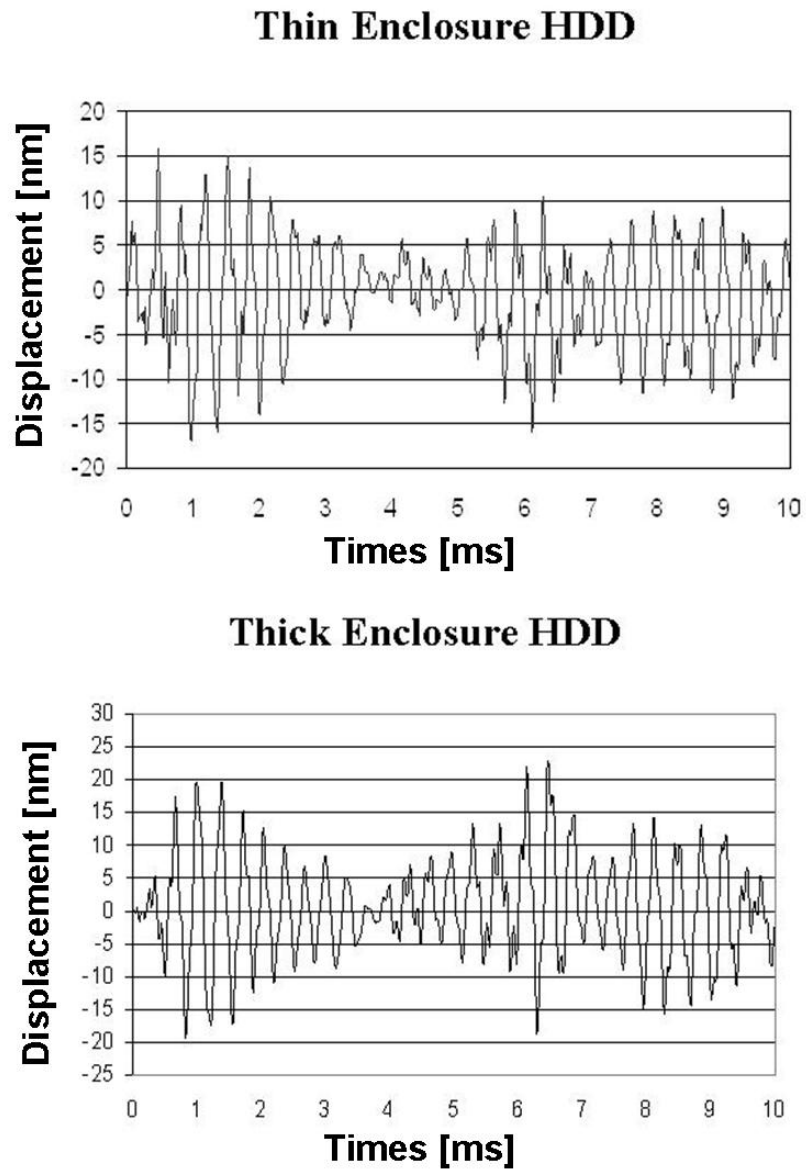 Thin Enclosure HDD
20
15
10
5
0
-5
-10
-15
-20
Displacement [nm]
0 1 2 3 4 5 6 7 8 9 10
Times [ms]
Thick Enclosure HDD
30
25
20
15
10
5
0
-5
-10
-15
-20
-25
Displacement [nm]
0 1 2 3 4 5 6 7 8 9 10
Times [ms]